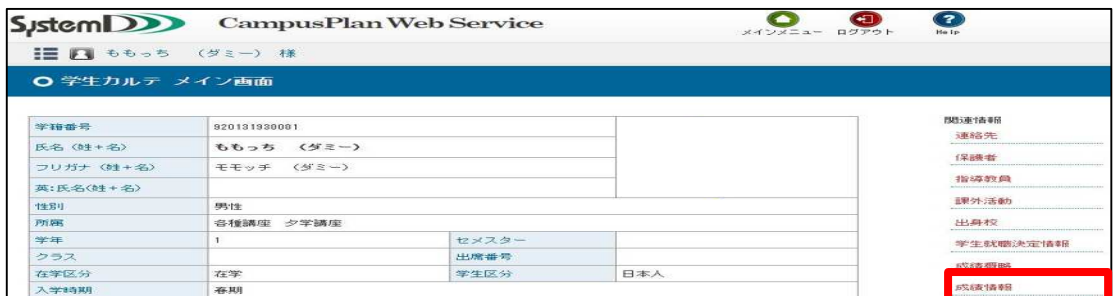 SystemD CampusPlan Web Service
メインメニュー ログアウト Help
ももっち (ダミー) 様
学生カルテ メイン画面
学籍番号 920131930001
氏名 (姓+名) ももっち (ダミー)
フリガナ (姓+名) モモッチ (ダミー)
英:氏名(姓+名)
性別 男性
所属 各種講座 夕学講座
学年 1 セメスター
クラス 出席番号
在学区分 在学 学生区分 日本人
入学時期 春期
関連情報
連絡先
保護者
指導教員
課外活動
出身校
学生就職決定情報
成績概略
成績情報